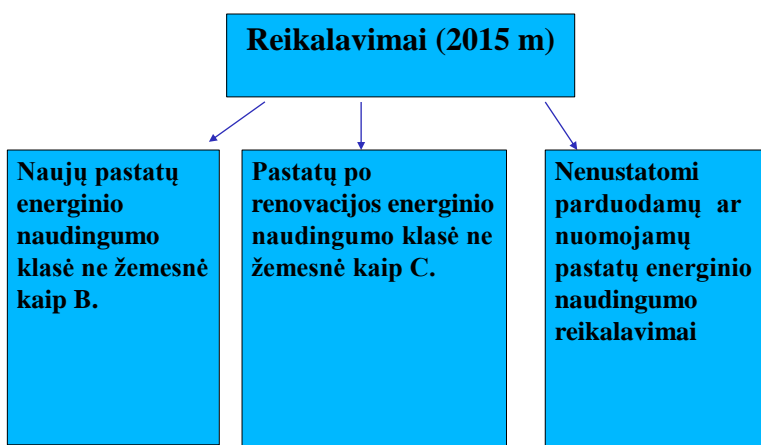 Reikalavimai (2015 m)
Naujų pastatų
energinio
naudingumo
klasė ne žemesnė
kaip B.
Pastatų po
renovacijos energinio
naudingumo klasė ne
žemesnė kaip C.
Nenustatomi
parduodamų ar
nuomojamų
pastatų energinio
naudingumo
reikalavimai